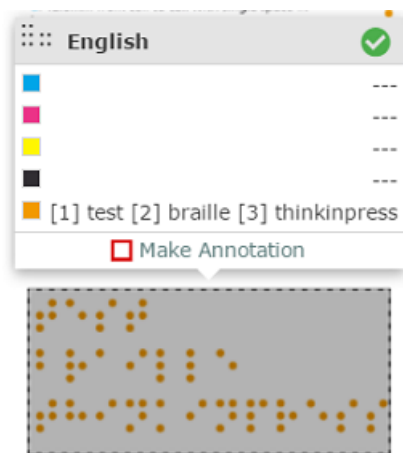 English
---
---
---
---
[1] test [2] braille [3] thinkinpress
Make Annotation
⠞⠑⠎⠞
⠃⠗⠁⠊⠇⠇⠑
⠞⠓⠊⠝⠅⠊⠝⠏⠗⠑⠎⠎